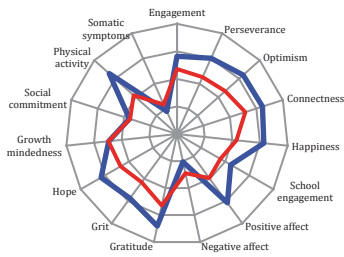 Engagement
Perseverance
Optimism
Connectness
Happiness
School
engagement
Positive affect
Negative affect
Gratitude
Grit
Hope
Growth
mindedness
Social
commitment
Physical
activity
Somatic
symptoms